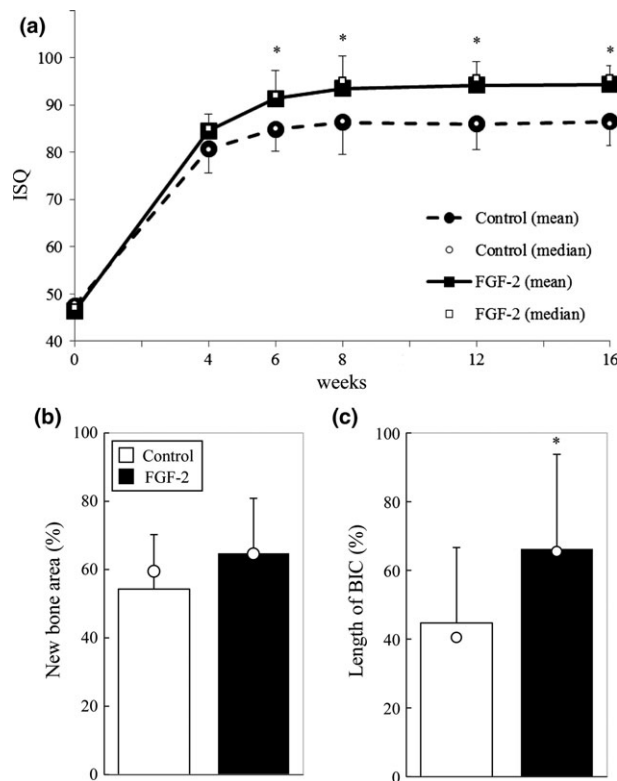 (a)
* * * *
100
90
80
70
60
50
40
ISQ
Control (mean)
Control (median)
FGF-2 (mean)
FGF-2 (median)
0 4 6 8 12 16
weeks
(b)
100
80
60
40
20
0
New bone area (%)
Control
FGF-2
(c)
100
80
60
40
20
0
Length of BIC (%)
*